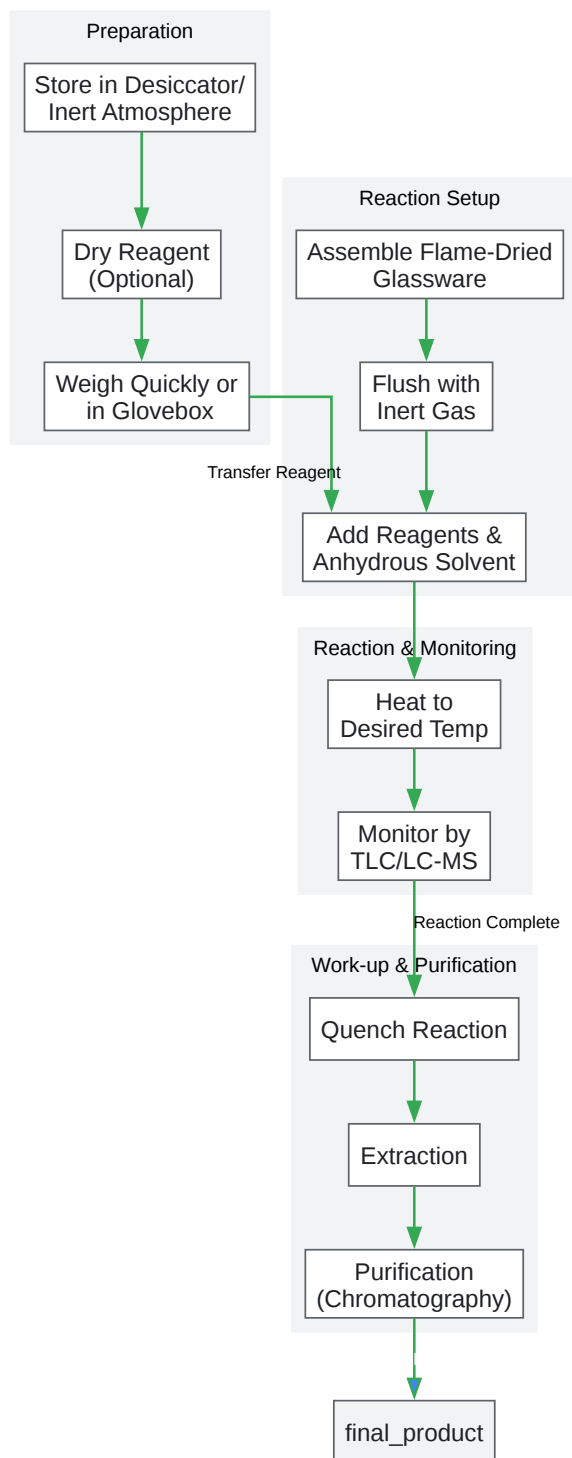 Preparation
Store in Desiccator/
Inert Atmosphere
Dry Reagent
(Optional)
Weigh Quickly or
in Glovebox
Transfer Reagent
Reaction Setup
Assemble Flame-Dried
Glassware
Flush with
Inert Gas
Add Reagents &
Anhydrous Solvent
Reaction & Monitoring
Heat to
Desired Temp
Monitor by
TLC/LC-MS
Reaction Complete
Work-up & Purification
Quench Reaction
Extraction
Purification
(Chromatography)
final_product